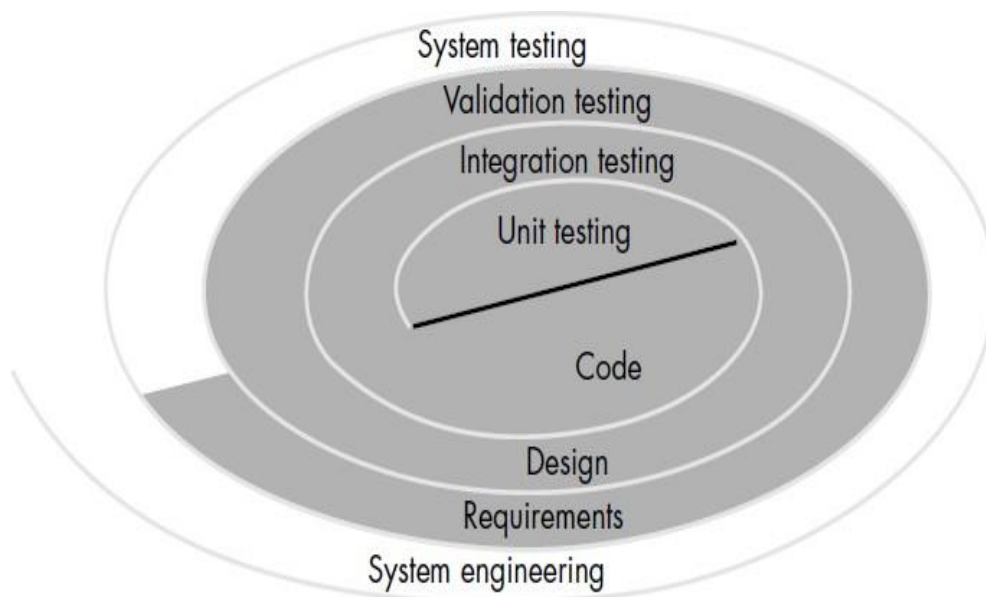 System testing
Validation testing
Integration testing
Unit testing
Code
Design
Requirements
System engineering